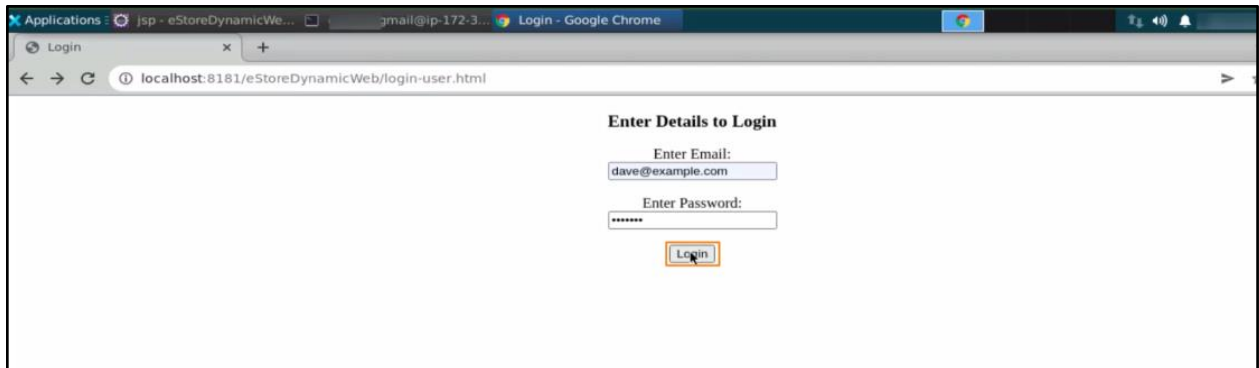 Applications jsp - eStoreDynamicWe... gmail@ip-172-3... Login - Google Chrome
Login
localhost:8181/eStoreDynamicWeb/login-user.html
Enter Details to Login
Enter Email:
dave@example.com
Enter Password:
•••••••
Login